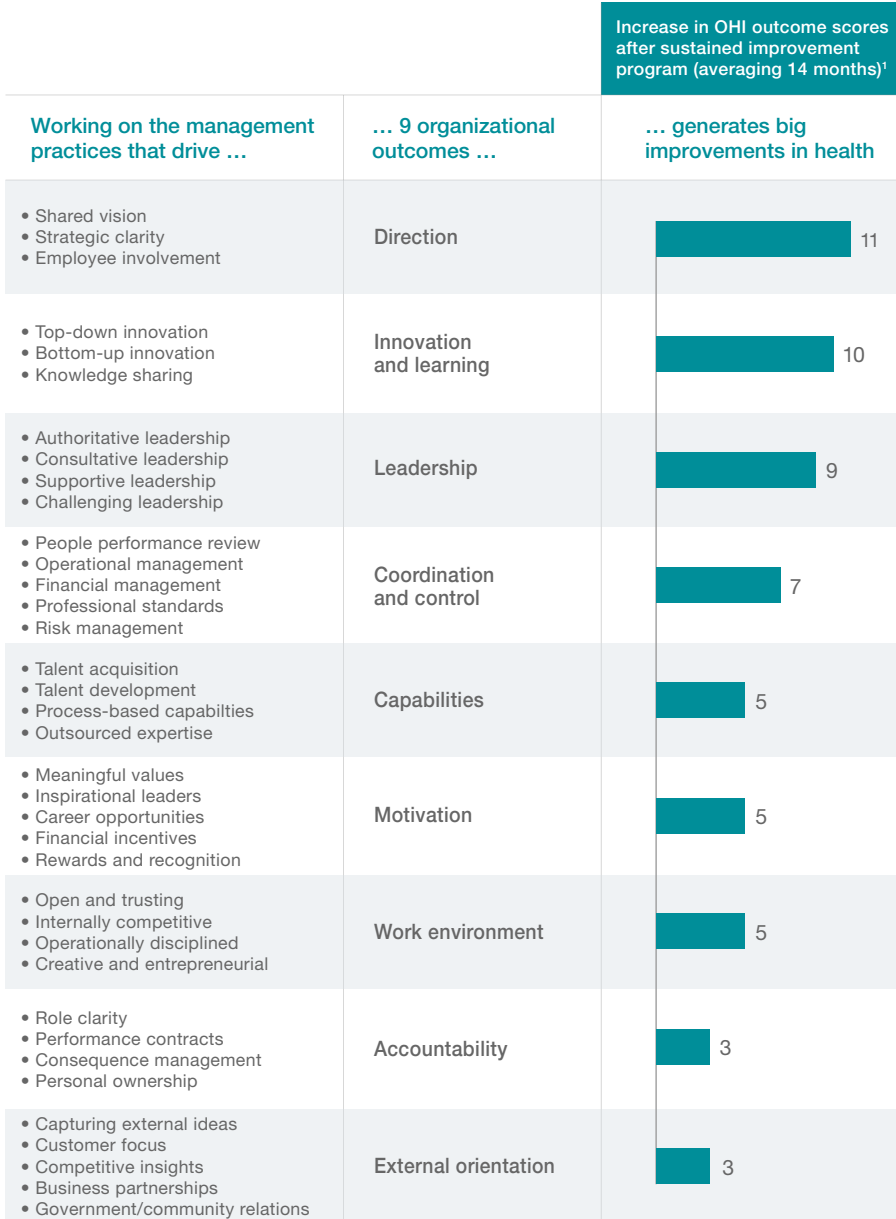 Increase in OHI outcome scores
after sustained improvement
program (averaging 14 months)¹
Working on the management
practices that drive …
… 9 organizational
outcomes …
… generates big
improvements in health
• Shared vision
• Strategic clarity
• Employee involvement
Direction
11
• Top-down innovation
• Bottom-up innovation
• Knowledge sharing
Innovation
and learning
10
• Authoritative leadership
• Consultative leadership
• Supportive leadership
• Challenging leadership
Leadership
9
• People performance review
• Operational management
• Financial management
• Professional standards
• Risk management
Coordination
and control
7
• Talent acquisition
• Talent development
• Process-based capabilties
• Outsourced expertise
Capabilities
5
• Meaningful values
• Inspirational leaders
• Career opportunities
• Financial incentives
• Rewards and recognition
Motivation
5
• Open and trusting
• Internally competitive
• Operationally disciplined
• Creative and entrepreneurial
Work environment
5
• Role clarity
• Performance contracts
• Consequence management
• Personal ownership
Accountability
3
• Capturing external ideas
• Customer focus
• Competitive insights
• Business partnerships
• Government/community relations
External orientation
3